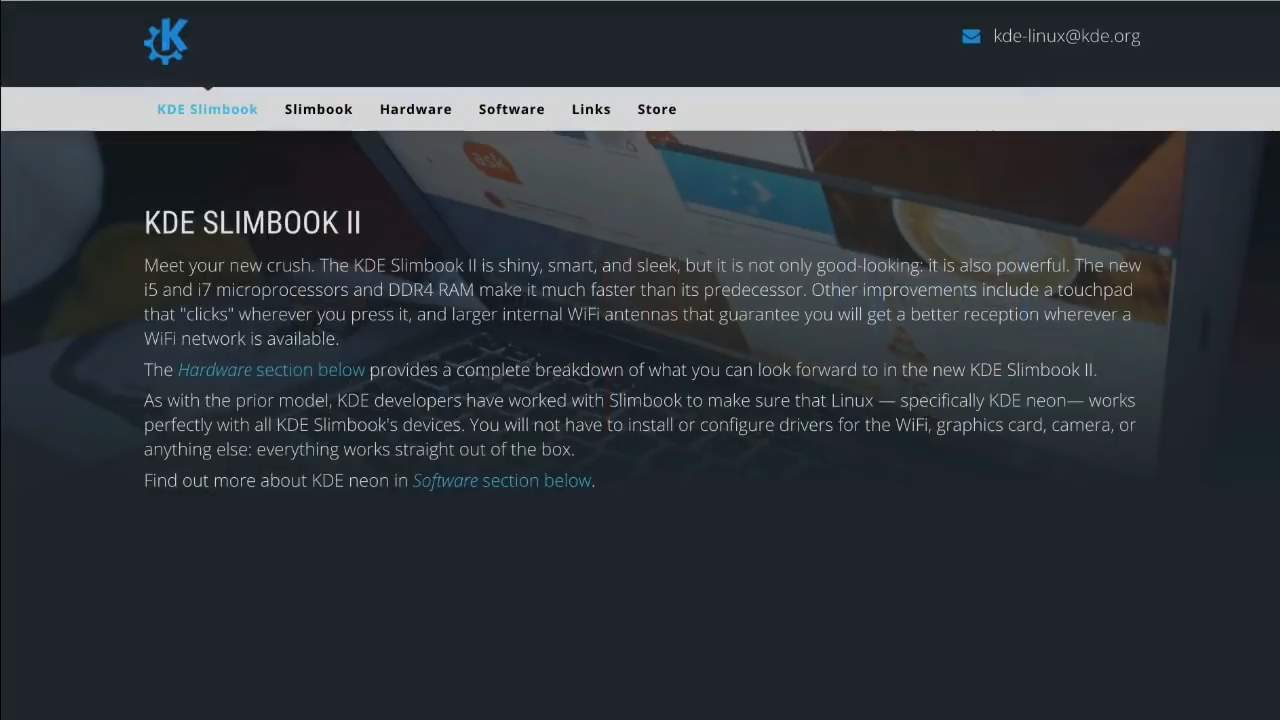 kde-linux@kde.org
KDE Slimbook Slimbook Hardware Software Links Store
ask
KDE SLIMBOOK II
Meet your new crush. The KDE Slimbook II is shiny, smart, and sleek, but it is not only good-looking: it is also powerful. The new
i5 and i7 microprocessors and DDR4 RAM make it much faster than its predecessor. Other improvements include a touchpad
that "clicks" wherever you press it, and larger internal WiFi antennas that guarantee you will get a better reception wherever a
WiFi network is available.
The Hardware section below provides a complete breakdown of what you can look forward to in the new KDE Slimbook II.
As with the prior model, KDE developers have worked with Slimbook to make sure that Linux — specifically KDE neon— works
perfectly with all KDE Slimbook's devices. You will not have to install or configure drivers for the WiFi, graphics card, camera, or
anything else: everything works straight out of the box.
Find out more about KDE neon in Software section below.